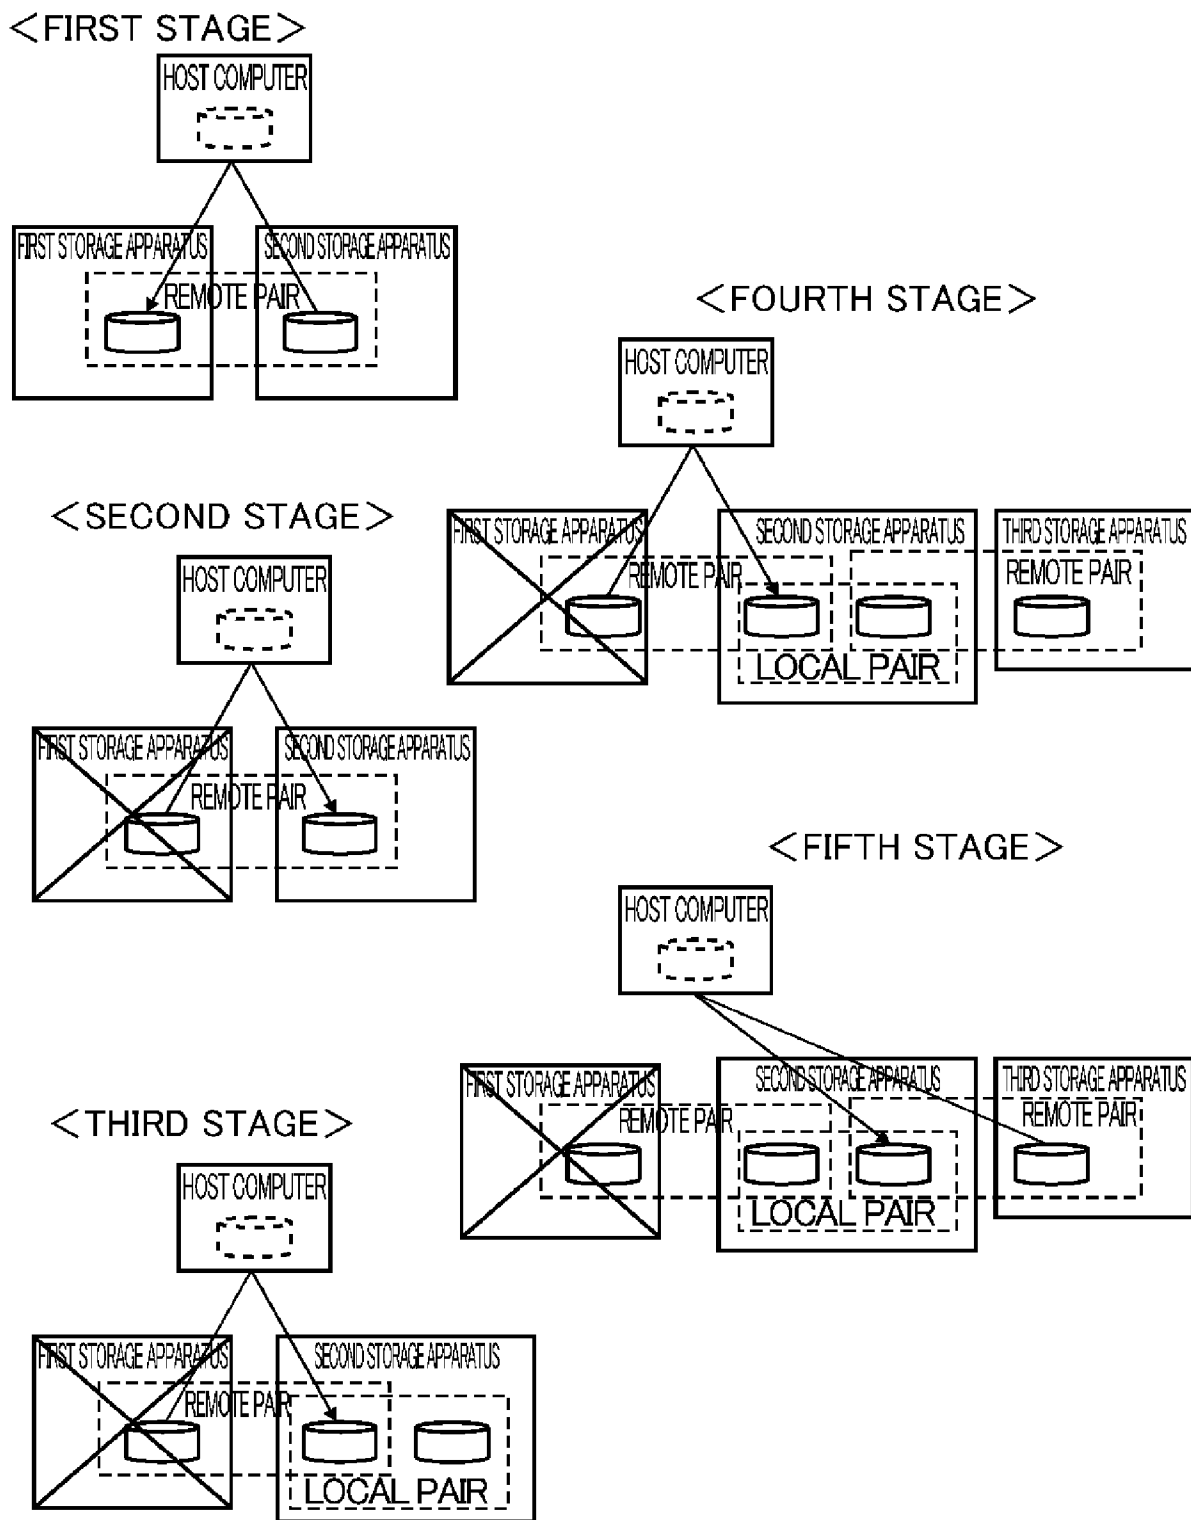 <FIRST STAGE>
HOST COMPUTER
FIRST STORAGE APPARATUS
SECOND STORAGE APPARATUS
REMOTE PAIR
<SECOND STAGE>
HOST COMPUTER
FIRST STORAGE APPARATUS
SECOND STORAGE APPARATUS
REMOTE PAIR
<THIRD STAGE>
HOST COMPUTER
FIRST STORAGE APPARATUS
SECOND STORAGE APPARATUS
REMOTE PAIR
LOCAL PAIR
<FOURTH STAGE>
HOST COMPUTER
FIRST STORAGE APPARATUS
SECOND STORAGE APPARATUS
THIRD STORAGE APPARATUS
REMOTE PAIR
REMOTE PAIR
LOCAL PAIR
<FIFTH STAGE>
HOST COMPUTER
FIRST STORAGE APPARATUS
SECOND STORAGE APPARATUS
THIRD STORAGE APPARATUS
REMOTE PAIR
REMOTE PAIR
LOCAL PAIR